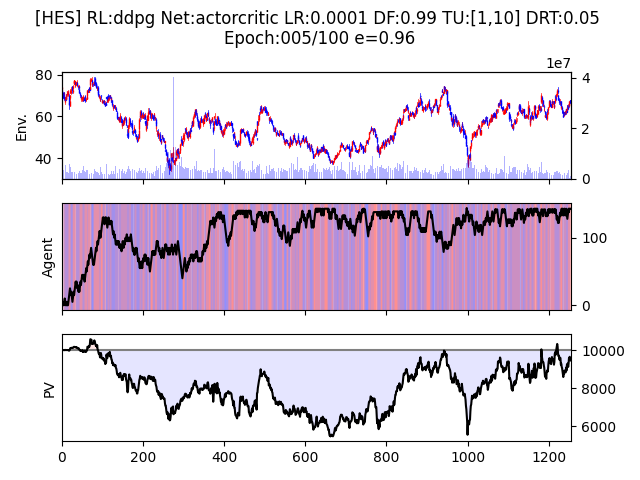 [HES] RL:ddpg Net:actorcritic LR:0.0001 DF:0.99 TU:[1,10] DRT:0.05
Epoch:005/100 e=0.96
1e7
80
60
40
Env.
4
2
0
Agent
100
0
PV
10000
8000
6000
0 200 400 600 800 1000 1200